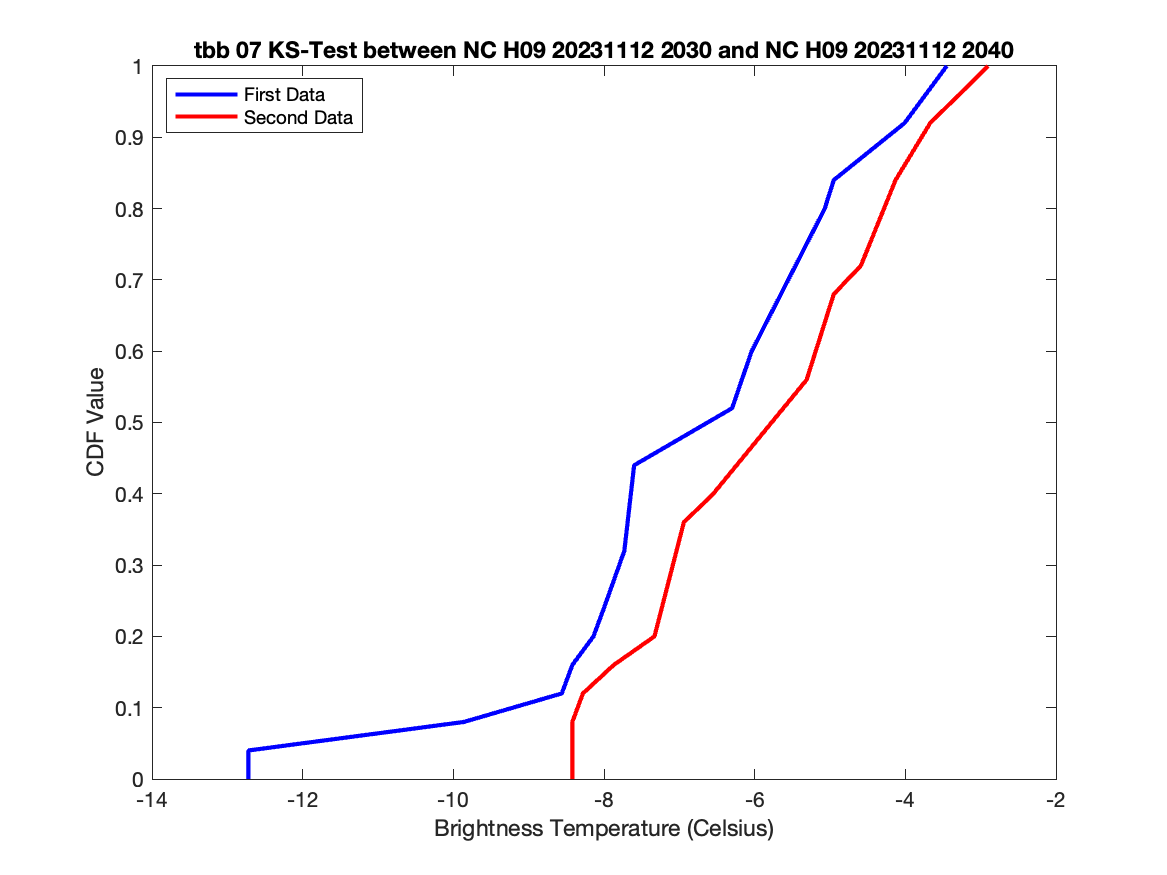 tbb 07 KS-Test between NC H09 20231112 2030 and NC H09 20231112 2040
First Data
Second Data
1
0.9
0.8
0.7
0.6
0.5
0.4
0.3
0.2
0.1
0
CDF Value
-14 -12 -10 -8 -6 -4 -2
Brightness Temperature (Celsius)